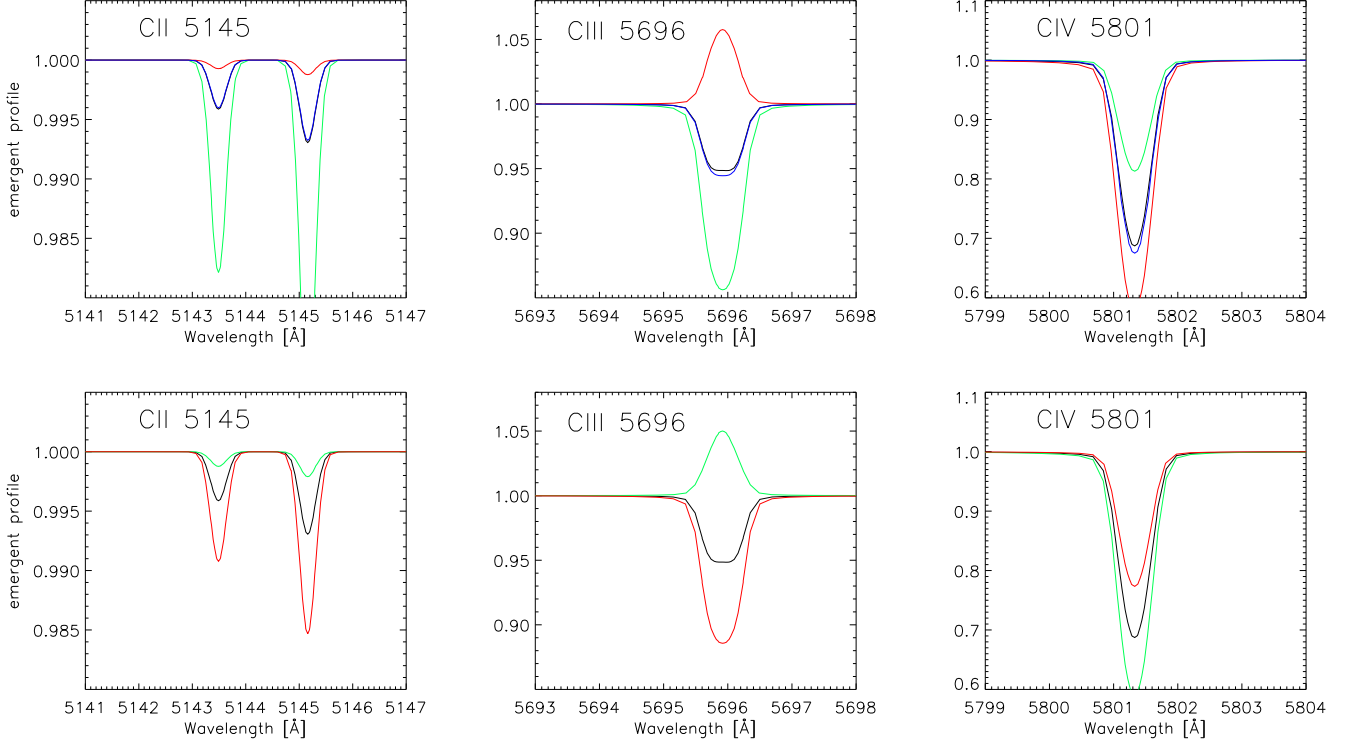 CII 5145
CIII 5696
CIV 5801
emergent profile
1.000
0.995
0.990
0.985
1.05
1.00
0.95
0.90
1.1
1.0
0.9
0.8
0.7
0.6
5141 5142 5143 5144 5145 5146 5147
5693 5694 5695 5696 5697 5698
5799 5800 5801 5802 5803 5804
Wavelength [Å]
Wavelength [Å]
Wavelength [Å]
CII 5145
CIII 5696
CIV 5801
emergent profile
1.000
0.995
0.990
0.985
1.05
1.00
0.95
0.90
1.1
1.0
0.9
0.8
0.7
0.6
5141 5142 5143 5144 5145 5146 5147
5693 5694 5695 5696 5697 5698
5799 5800 5801 5802 5803 5804
Wavelength [Å]
Wavelength [Å]
Wavelength [Å]